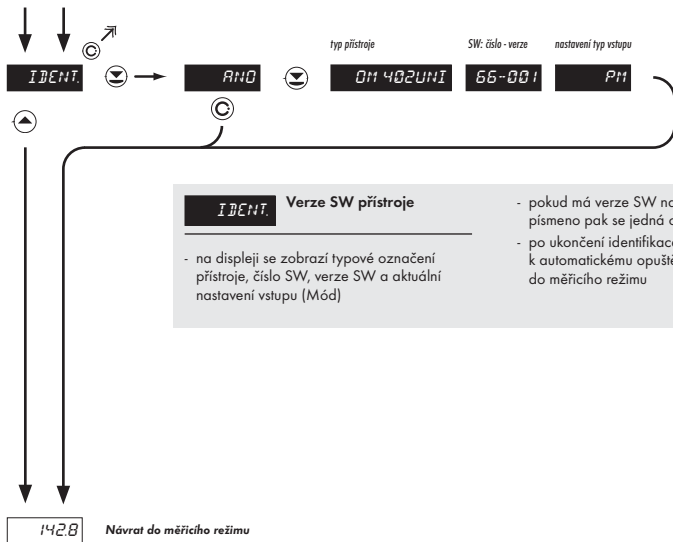 typ přístroje
SW: číslo - verze
nastavení typ vstupu
IDENT.
ANO
OM 402UNI
66-001
PM
IDENT.
Verze SW přístroje
- na displeji se zobrazí typové označení
přístroje, číslo SW, verze SW a aktuální
nastavení vstupu (Mód)
- pokud má verze SW
písmeno pak se jedná
- po ukončení identifikace
k automatickému
do měřicího režimu
142.8
Návrat do měřicího režimu